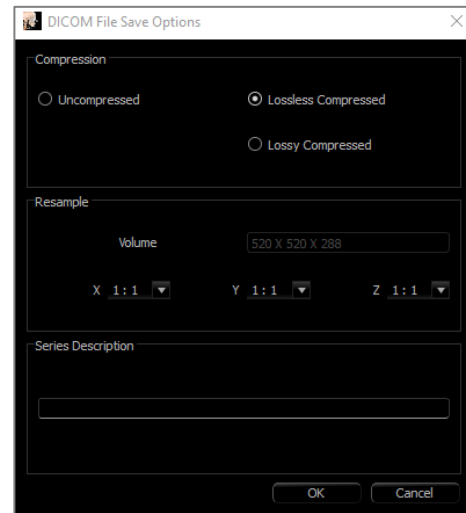 DICOM File Save Options
Compression
Uncompressed
Lossless Compressed
Lossy Compressed
Resample
Volume 520 X 520 X 288
X 1:1 Y 1:1 Z 1:1
Series Description
OK Cancel